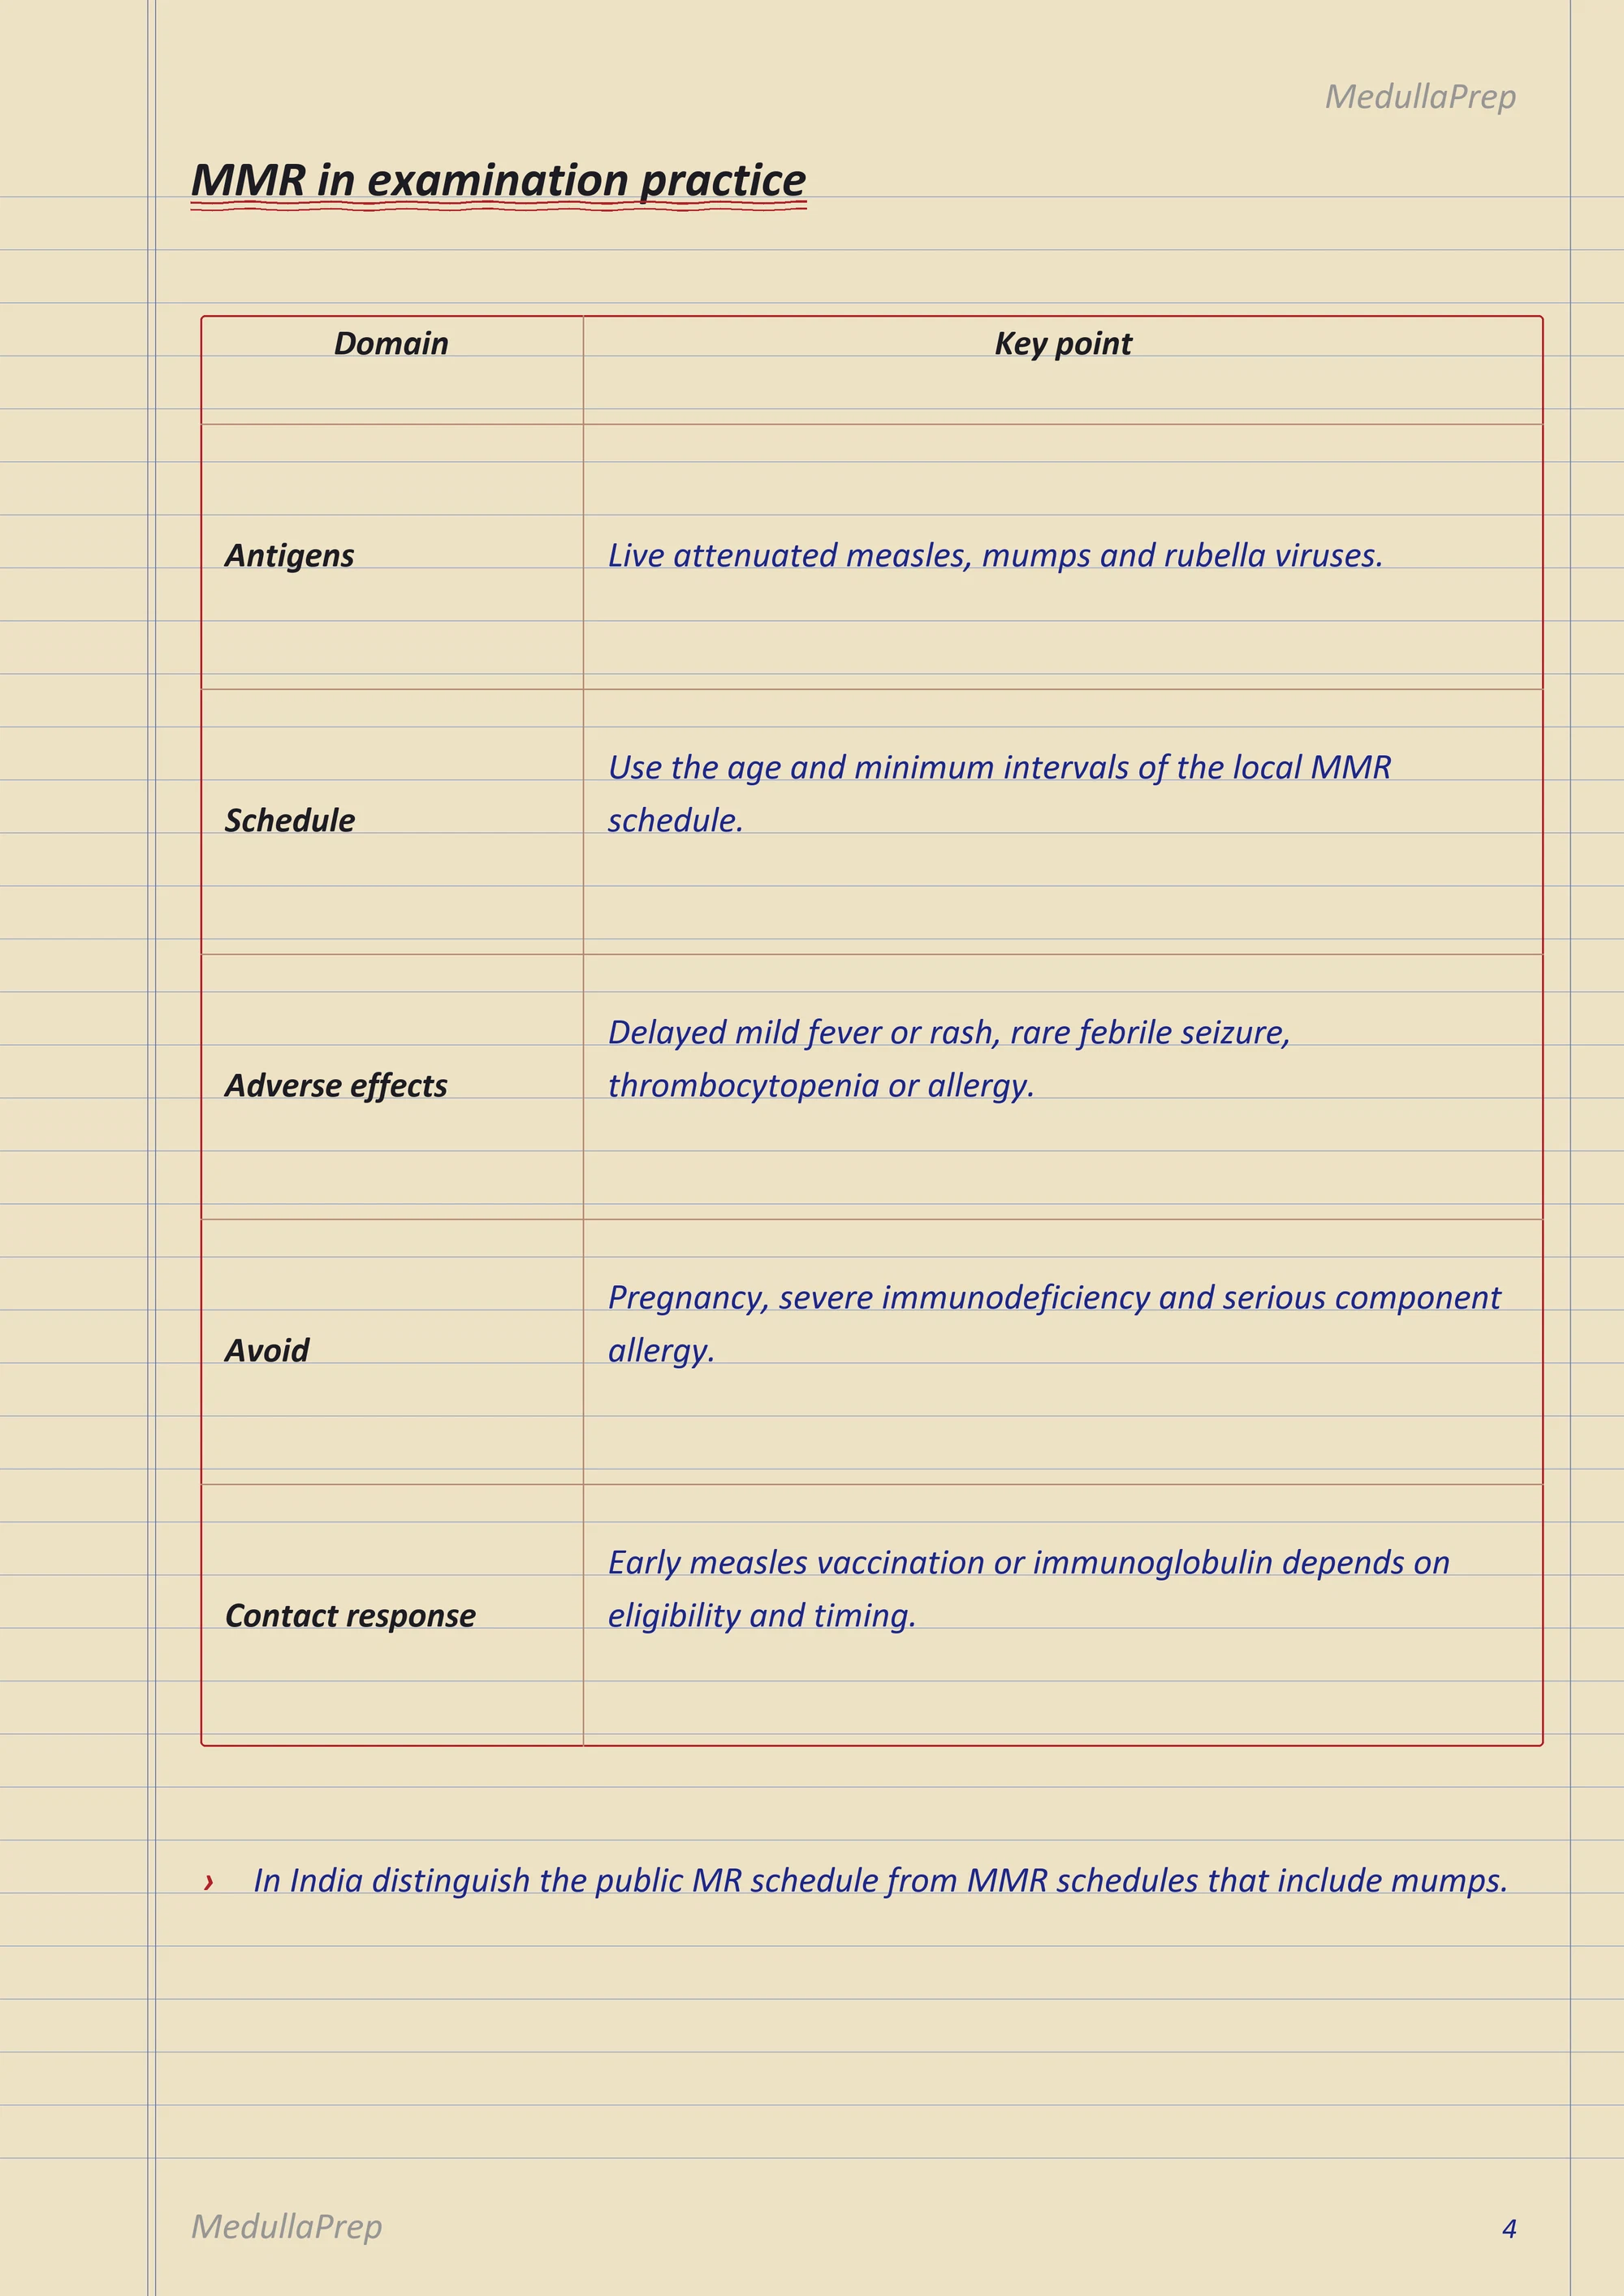 MedullaPrep
MMR in examination practice
Domain
Key point
Antigens
Live attenuated measles, mumps and rubella viruses.
Schedule
Use the age and minimum intervals of the local MMR
schedule.
Adverse effects
Delayed mild fever or rash, rare febrile seizure,
thrombocytopenia or allergy.
Avoid
Pregnancy, severe immunodeficiency and serious component
allergy.
Contact response
Early measles vaccination or immunoglobulin depends on
eligibility and timing.
› In India distinguish the public MR schedule from MMR schedules that include mumps.
MedullaPrep
4